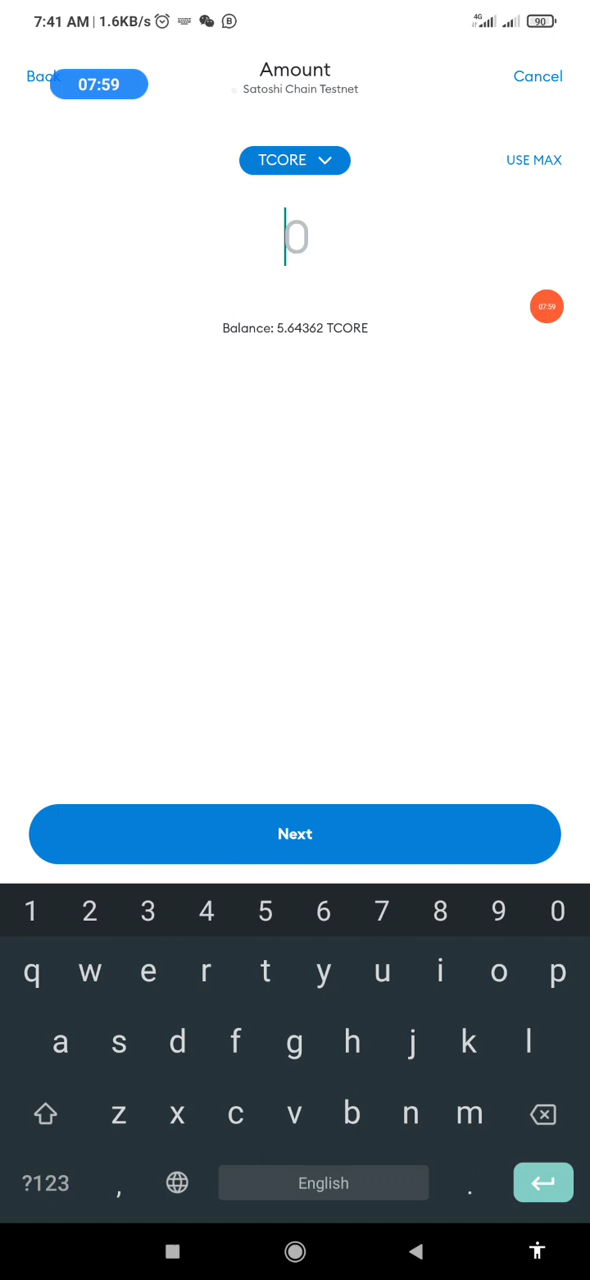 7:41 AM | 1.6KB/s
4G
90
Back
07:59
Amount
Satoshi Chain Testnet
Cancel
TCORE
USE MAX
0
07:59
Balance: 5.64362 TCORE
Next
1 2 3 4 5 6 7 8 9 0
q w e r t y u i o p
a s d f g h j k l
z x c v b n m
?123 , English .